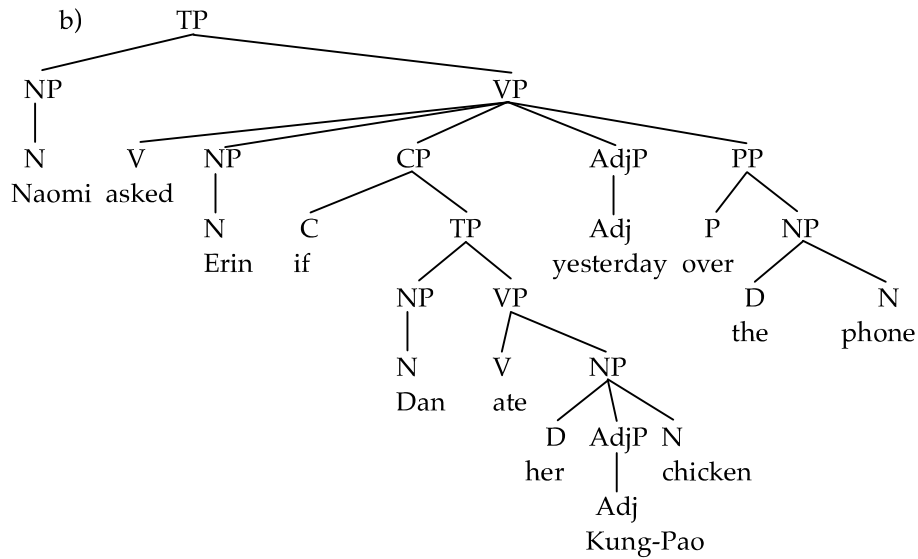 b) TP
NP VP
N V NP CP AdjP PP
Naomi asked
N C TP Adj P NP
Erin if yesterday over
NP VP D N
the phone
N V NP
Dan ate
D AdjP N
her chicken
Adj
Kung-Pao